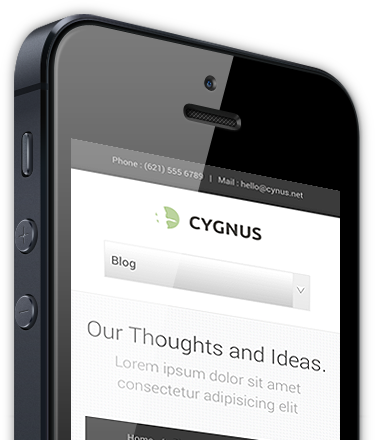 Phone : (621) 555 6789 | Mail : hello@cynus.net
CYGNUS
Blog
Our Thoughts and Ideas.
Lorem ipsum dolor sit amet
consectetur adipisicing elit